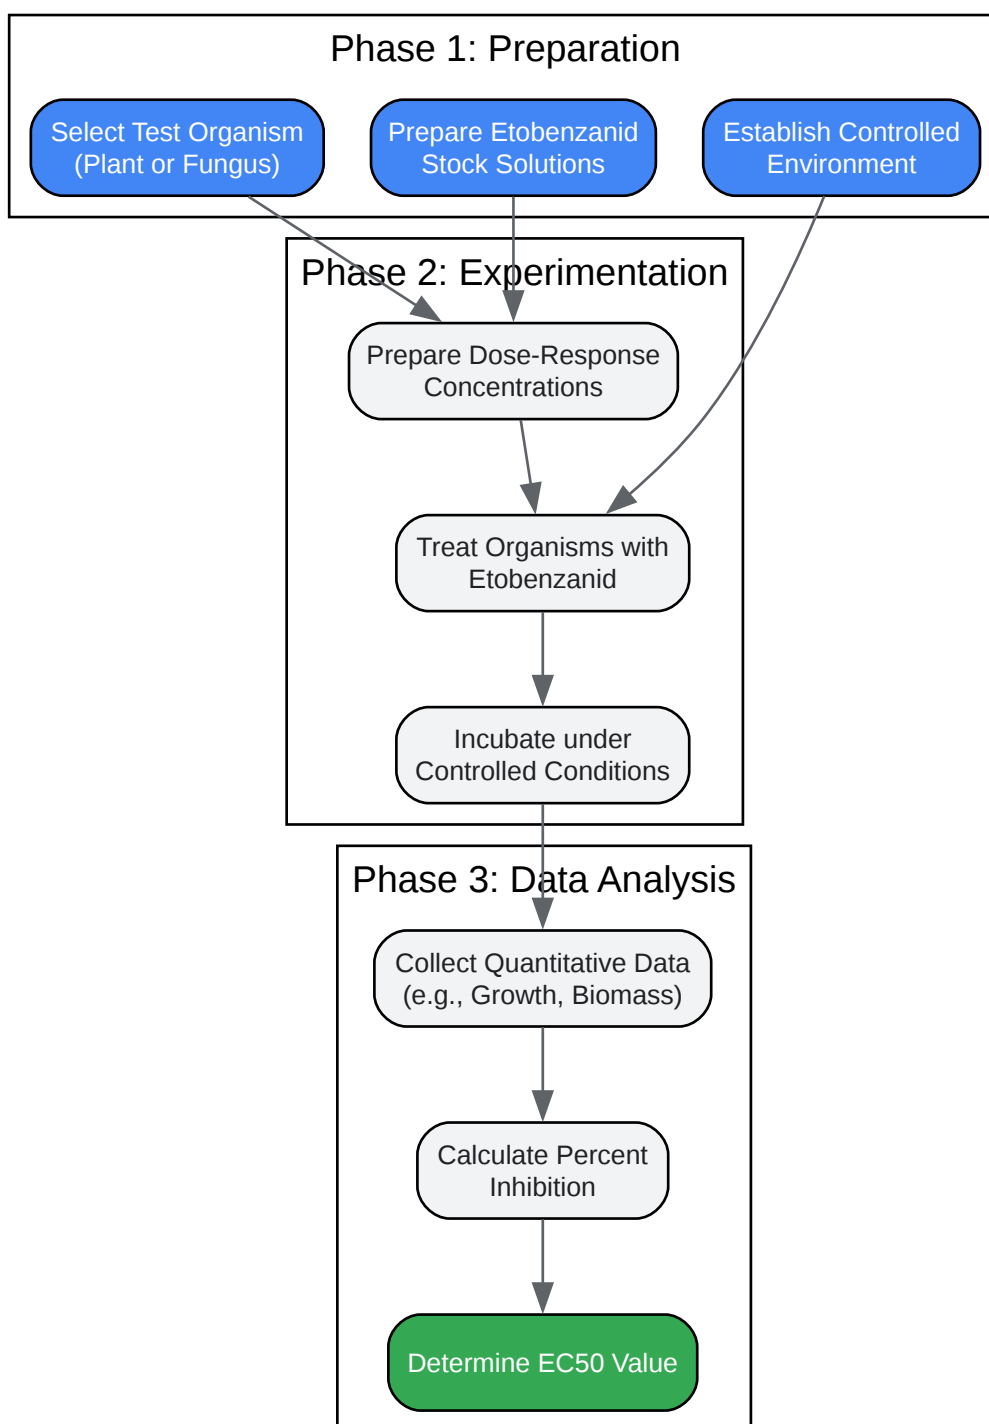 Phase 1: Preparation
Select Test Organism
(Plant or Fungus)
Prepare Etobenzanid
Stock Solutions
Establish Controlled
Environment
Phase 2: Experimentation
Prepare Dose-Response
Concentrations
Treat Organisms with
Etobenzanid
Incubate under
Controlled Conditions
Phase 3: Data Analysis
Collect Quantitative Data
(e.g., Growth, Biomass)
Calculate Percent
Inhibition
Determine EC50 Value